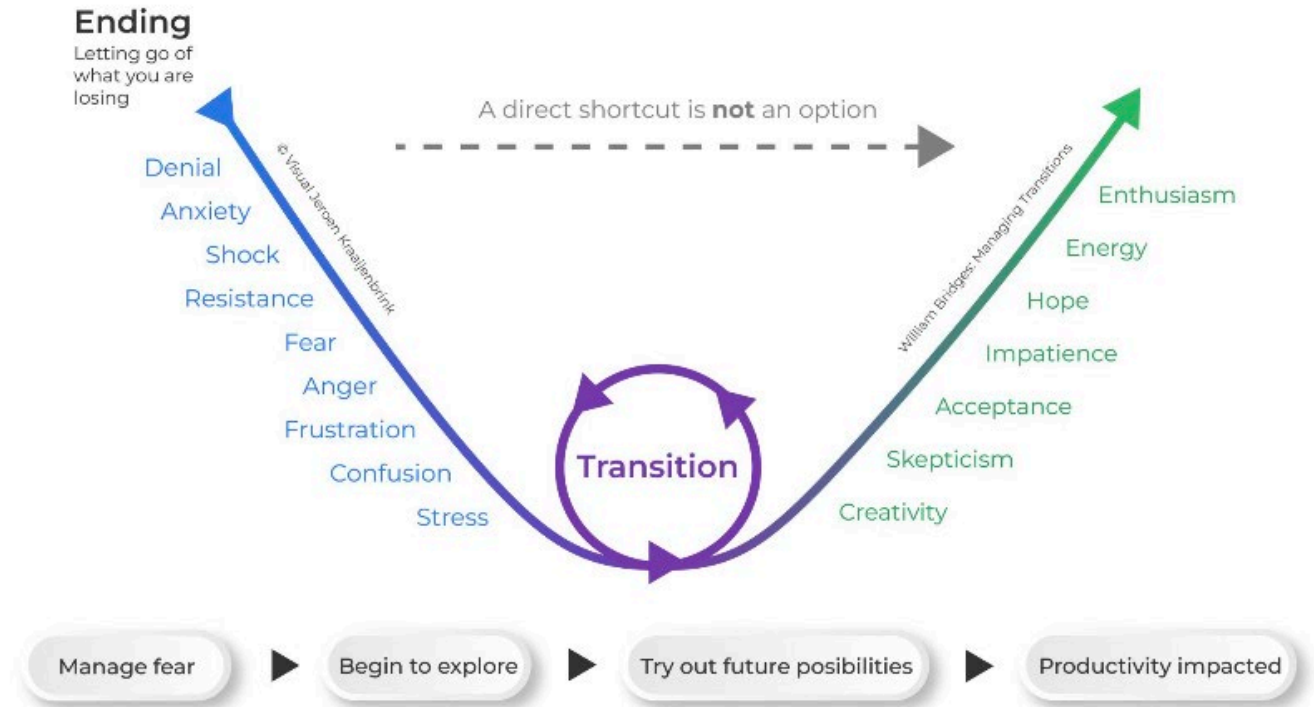 Ending
Letting go of
what you are
losing
A direct shortcut is not an option
Denial
Anxiety
Shock
Resistance
Fear
Anger
Frustration
Confusion
Stress
© Visual Jeroen Kraaijenbrink
Transition
William Bridges: Managing Transitions
Enthusiasm
Energy
Hope
Impatience
Acceptance
Skepticism
Creativity
Manage fear
Begin to explore
Try out future posibilities
Productivity impacted